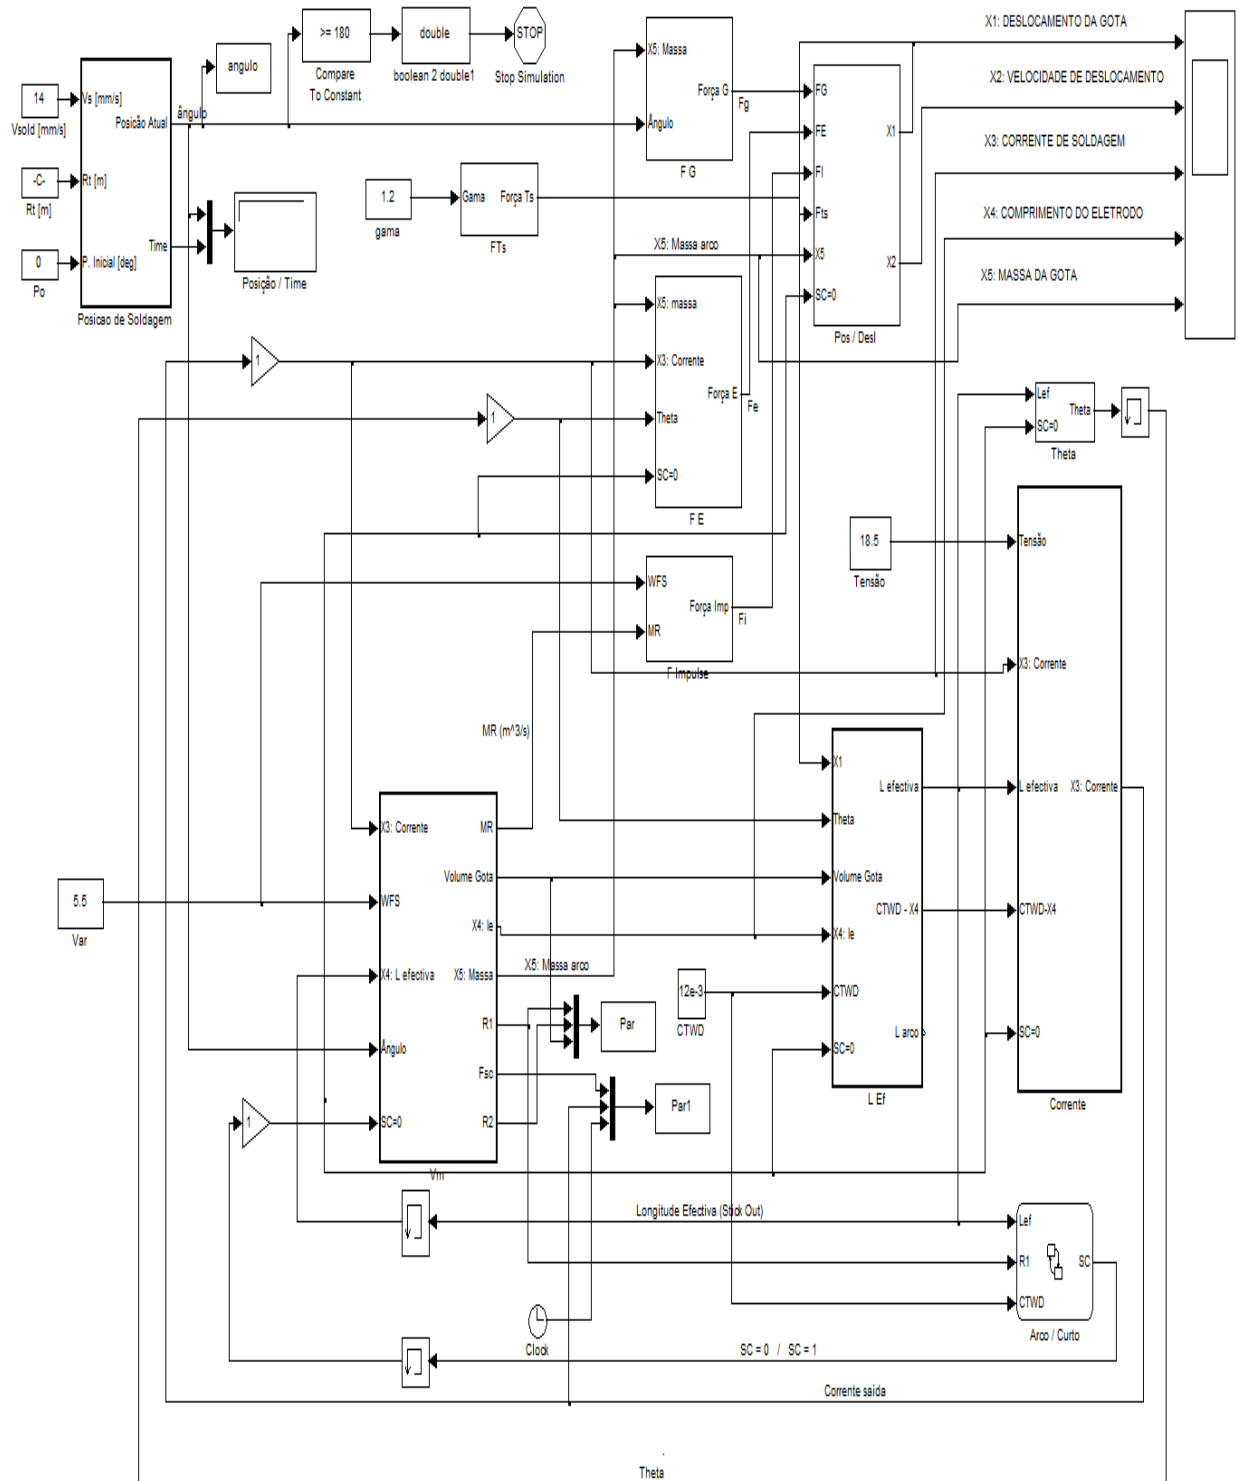 X1: DESLOCAMENTO DA GOTA
>= 180
double
STOP
Compare
To Constant
boolean 2 double1
Stop Simulation
angulo
X5: Massa
Força G
Fg
Ângulo
F G
X2: VELOCIDADE DE DESLOCAMENTO
14
Vsold [mm/s]
Vs [mm/s]
ângulo
Posicão Atual
-C-
Rt [m]
Rt [m]
Time
0
Po
P. Inicial [deg]
Posicao de Soldagem
Posição / Time
FG
FE
FI
Fts
X5
SC=0
X1
X2
Pos / Desl
X3: CORRENTE DE SOLDAGEM
X4: COMPRIMENTO DO ELETRODO
X5: MASSA DA GOTA
1.2
gama
Gama
Força Ts
FTs
X5: Massa arco
X5: massa
X3: Corrente
Theta
SC=0
Força E
Fe
F E
1
1
Lef
SC=0
Theta
Theta
18.5
Tensão
Tensão
X3: Corrente
L efectiva
CTWD-X4
SC=0
X3: Corrente
Corrente
WFS
MR
Força Imp
Fi
F Impulse
MR (m^3/s)
X1
Theta
Volume Gota
X4: le
CTWD
SC=0
L efectiva
CTWD - X4
L arco
L Ef
5.5
Var
X3: Corrente
WFS
X4: L efectiva
Ângulo
SC=0
MR
Volume Gota
X4: le
X5: Massa
R1
Fsc
R2
Vm
X5: Massa arco
12e-3
CTWD
Par
Par1
1
Longitude Efectiva (Stick Out)
Lef
R1
CTWD
SC
Arco / Curto
Clock
SC = 0 / SC = 1
Corrente saida
Theta